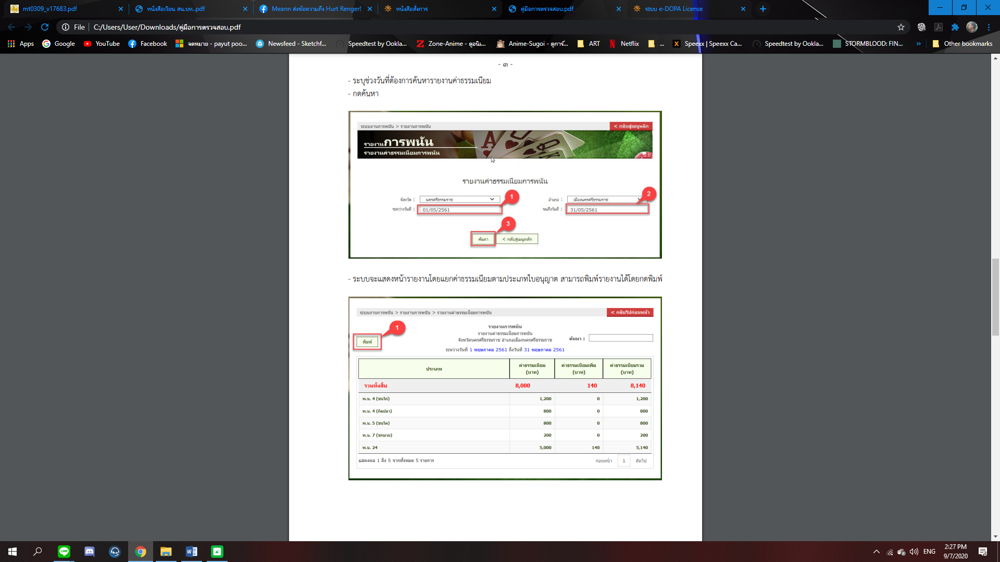 mt0309_v17683.pdf
หนังสือเวียน สน.บท..pdf
Meann ส่งข้อความถึง Hurt Renger!
หนังสือสั่งการ
คู่มือการตรวจสอบ.pdf
ระบบ e-DOPA License
File
C:/Users/User/Downloads/คู่มือการตรวจสอบ.pdf
Apps
Google
YouTube
Facebook
จดหมาย - payut poo...
Newsfeed - Sketchf...
Speedtest by Ookla...
Zone-Anime - ดูอนิเ...
Anime-Sugoi - ดูการ์...
ART
Netflix
...
Speexx | Speexx Ca...
Speedtest by Ookla...
STORMBLOOD: FIN...
»
Other bookmarks
- ๓ -
- ระบุช่วงวันที่ต้องการค้นหารายงานค่าธรรมเนียม
- กดค้นหา
ระบบงานการพนัน > รายงานการพนัน
< กลับสู่เมนูหลัก
รายงานการพนัน
รายงานค่าธรรมเนียมการพนัน
รายงานค่าธรรมเนียมการพนัน
จังหวัด : นครศรีธรรมราช 1 อำเภอ : เมืองนครศรีธรรมราช 2
ระหว่างวันที่ : 01/05/2561 จนถึงวันที่ : 31/05/2561
3
ค้นหา < กลับสู่เมนูหลัก
- ระบบจะแสดงหน้ารายงานโดยแยกค่าธรรมเนียมตามประเภทใบอนุญาต สามารถพิมพ์รายงานได้โดยกดพิมพ์
ระบบงานการพนัน > รายงานการพนัน > รายงานค่าธรรมเนียมการพนัน
< กลับไปก่อนหน้า
1
พิมพ์
รายงานการพนัน
รายงานค่าธรรมเนียมการพนัน
จังหวัดนครศรีธรรมราช อำเภอเมืองนครศรีธรรมราช
ค้นหา :
ระหว่างวันที่ 1 พฤษภาคม 2561 ถึงวันที่ 31 พฤษภาคม 2561
ประเภท ค่าธรรมเนียม (บาท) ค่าธรรมเนียมเพิ่ม (บาท) ค่าธรรมเนียมรวม (บาท)
รวมทั้งสิ้น 8,000 140 8,140
พ.น. 4 (ชนไก่) 1,200 0 1,200
พ.น. 4 (กัดปลา) 800 0 800
พ.น. 5 (ชนโค) 800 0 800
พ.น. 7 (ชกมวย) 200 0 200
พ.น. 24 5,000 140 5,140
แสดงผล 1 ถึง 5 จากทั้งหมด 5 รายการ
ก่อนหน้า 1 ถัดไป
LINE
ENG
2:27 PM
9/7/2020